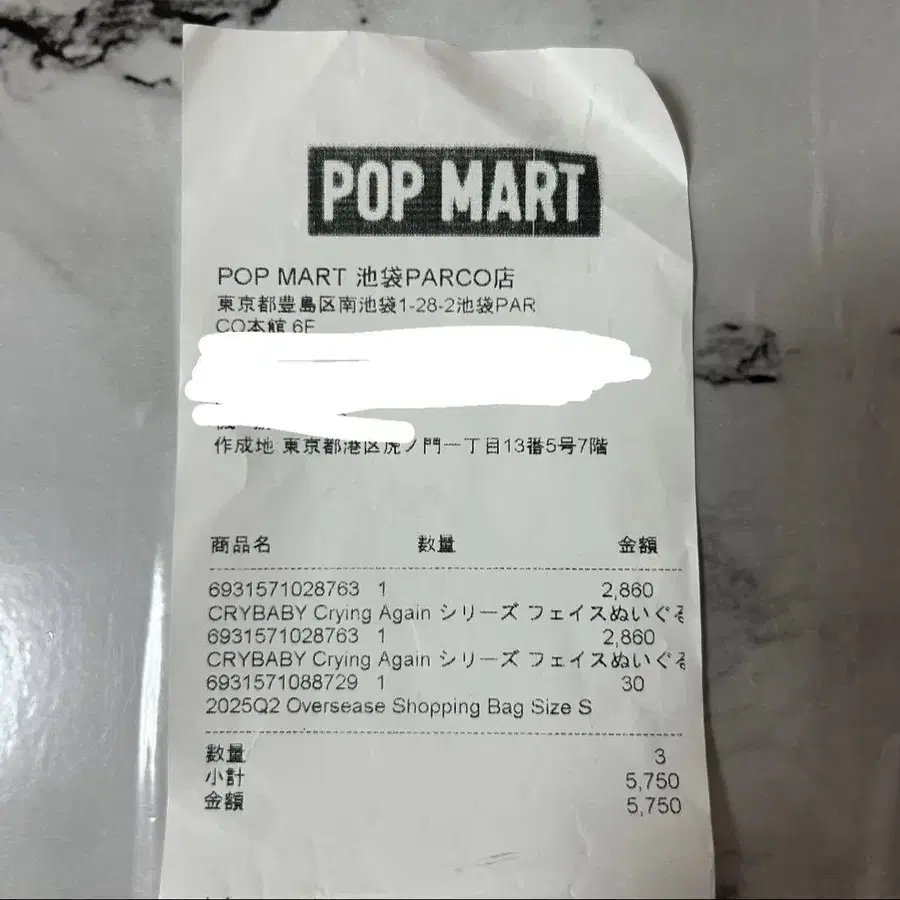 POP MART
POP MART 池袋PARCO店
東京都豊島区南池袋1-28-2池袋PAR
CO本館 6F
作成地 東京都港区虎ノ門一丁目13番5号7階
商品名 数量 金額
6931571028763 1 2,860
CRYBABY Crying Again シリーズ フェイスぬいぐる
6931571028763 1 2,860
CRYBABY Crying Again シリーズ フェイスぬいぐる
6931571088729 1 30
2025Q2 Oversease Shopping Bag Size S
数量 3
小計 5,750
金額 5,750